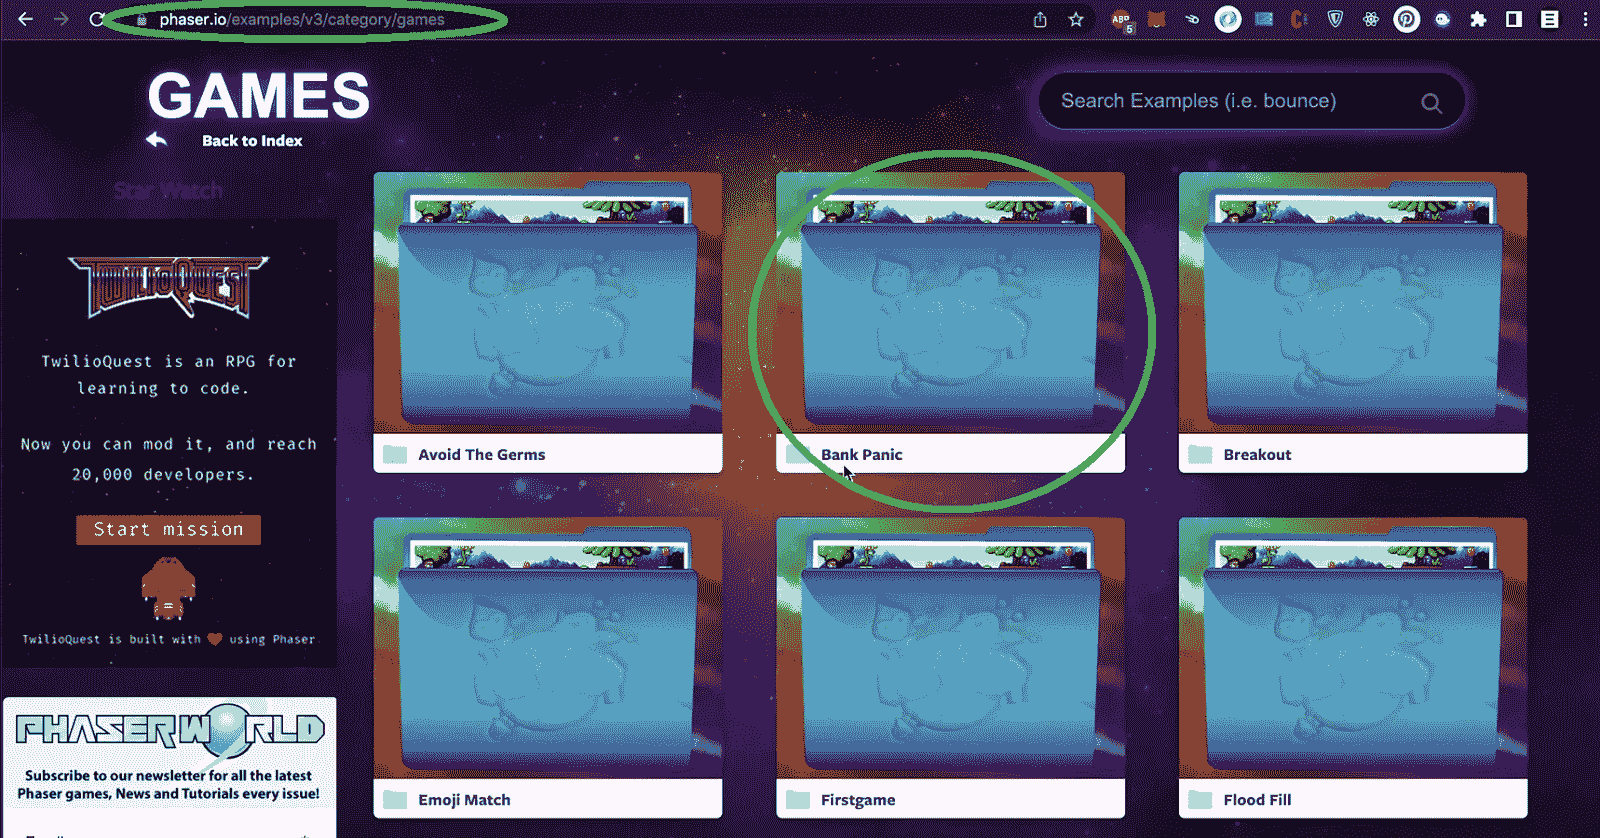 phaser.io/examples/v3/category/games
ABP
5
GAMES
Search Examples (i.e. bounce)
Back to Index
Star Watch
TWILIOQUEST
TwilioQuest is an RPG for
learning to code.
Now you can mod it, and reach
20,000 developers.
Start mission
TwilioQuest is built with using Phaser
PHASER WORLD
Subscribe to our newsletter for all the latest
Phaser games, News and Tutorials every issue!
Avoid The Germs
Bank Panic
Breakout
Emoji Match
Firstgame
Flood Fill